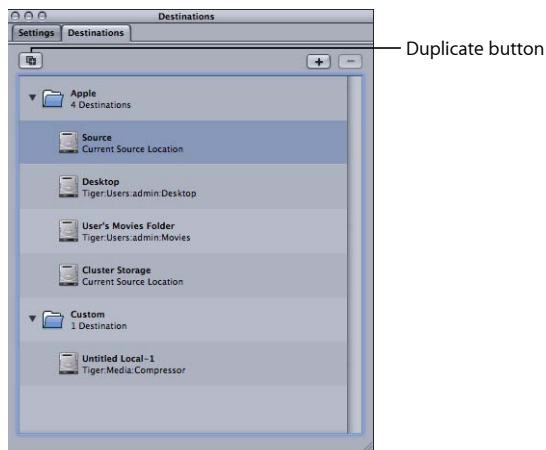 Destinations
Settings Destinations
Duplicate button
+ −
Apple
4 Destinations
Source
Current Source Location
Desktop
Tiger:Users:admin:Desktop
User's Movies Folder
Tiger:Users:admin:Movies
Cluster Storage
Current Source Location
Custom
1 Destination
Untitled Local-1
Tiger:Media:Compressor